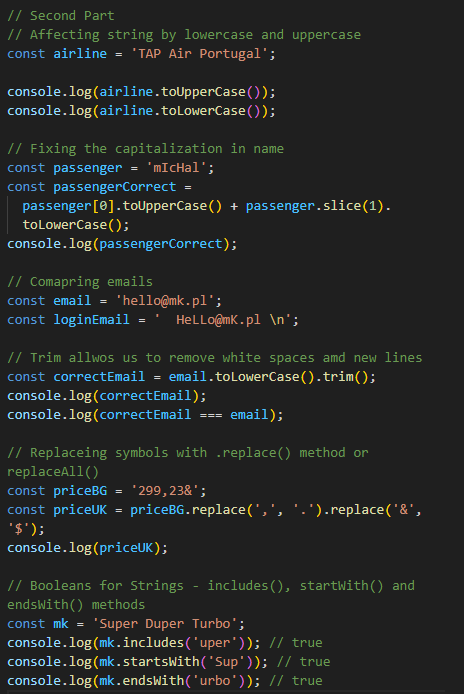 // Second Part
// Affecting string by lowercase and uppercase
const airline = 'TAP Air Portugal';
console.log(airline.toUpperCase());
console.log(airline.toLowerCase());
// Fixing the capitalization in name
const passenger = 'mIcHal';
const passengerCorrect =
passenger[0].toUpperCase() + passenger.slice(1).
toLowerCase();
console.log(passengerCorrect);
// Comapring emails
const email = 'hello@mk.pl';
const loginEmail = '  HeLLo@mK.pl \n';
// Trim allwos us to remove white spaces amd new lines
const correctEmail = email.toLowerCase().trim();
console.log(correctEmail);
console.log(correctEmail === email);
// Replaceing symbols with .replace() method or
replaceAll()
const priceBG = '299,23&';
const priceUK = priceBG.replace(',', '.').replace('&',
'$');
console.log(priceUK);
// Booleans for Strings - includes(), startWith() and
endsWith() methods
const mk = 'Super Duper Turbo';
console.log(mk.includes('uper')); // true
console.log(mk.startsWith('Sup')); // true
console.log(mk.endsWith('urbo')); // true